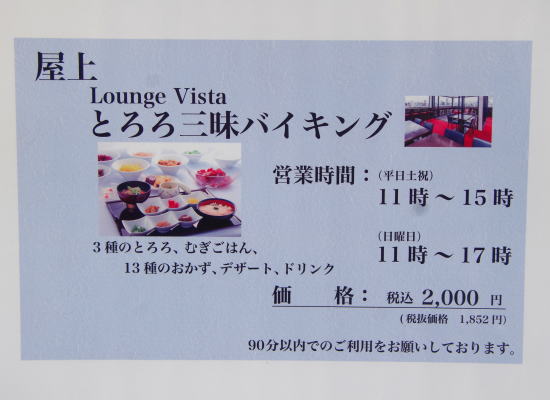 屋上
Lounge Vista
とろろ三昧バイキング
営業時間：（平日土祝）
11時～15時
（日曜日）
11時～17時
3種のとろろ、むぎごはん、
13種のおかず、デザート、ドリンク
価　格：税込 2,000 円
（税抜価格 1,852円）
90分以内でのご利用をお願いしております。